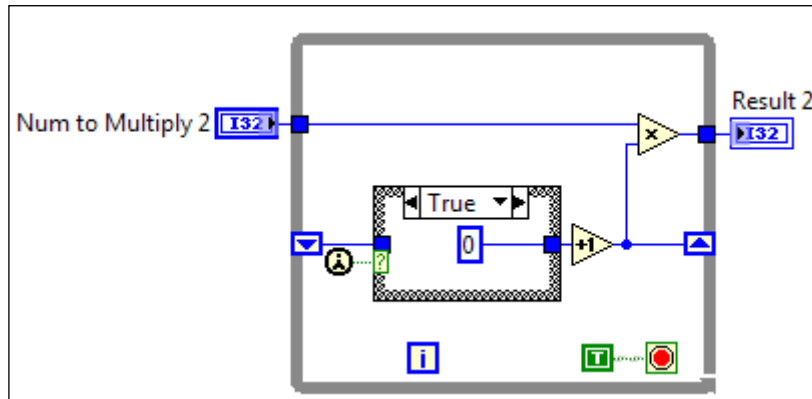 Result 2
Num to Multiply 2 I32
x
I32
True
0
+1
?
i
T